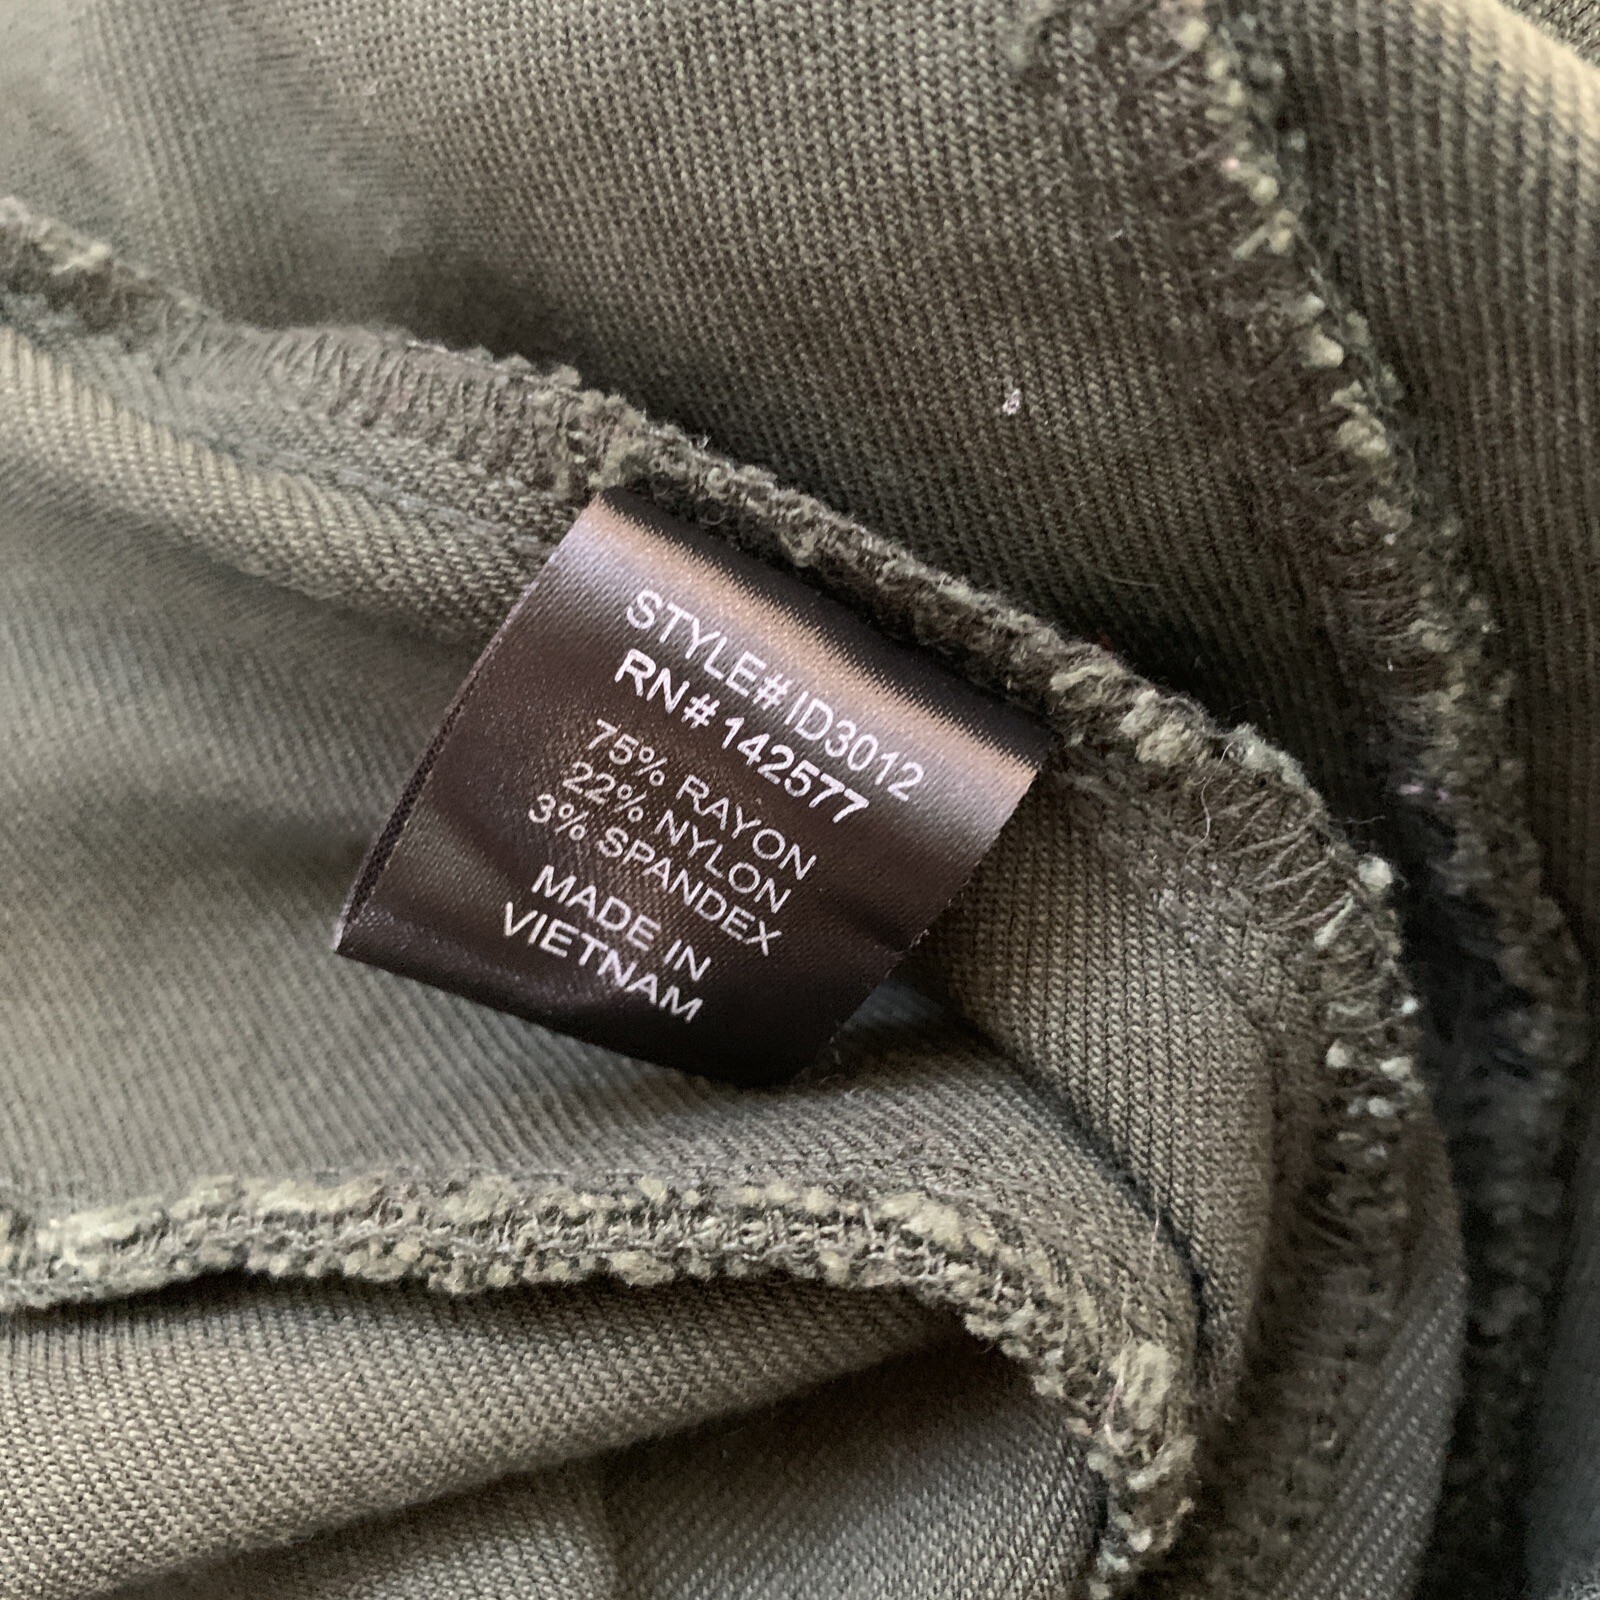 STYLE# ID3012
RN# 142577
75% RAYON
22% NYLON
3% SPANDEX
MADE IN
VIETNAM